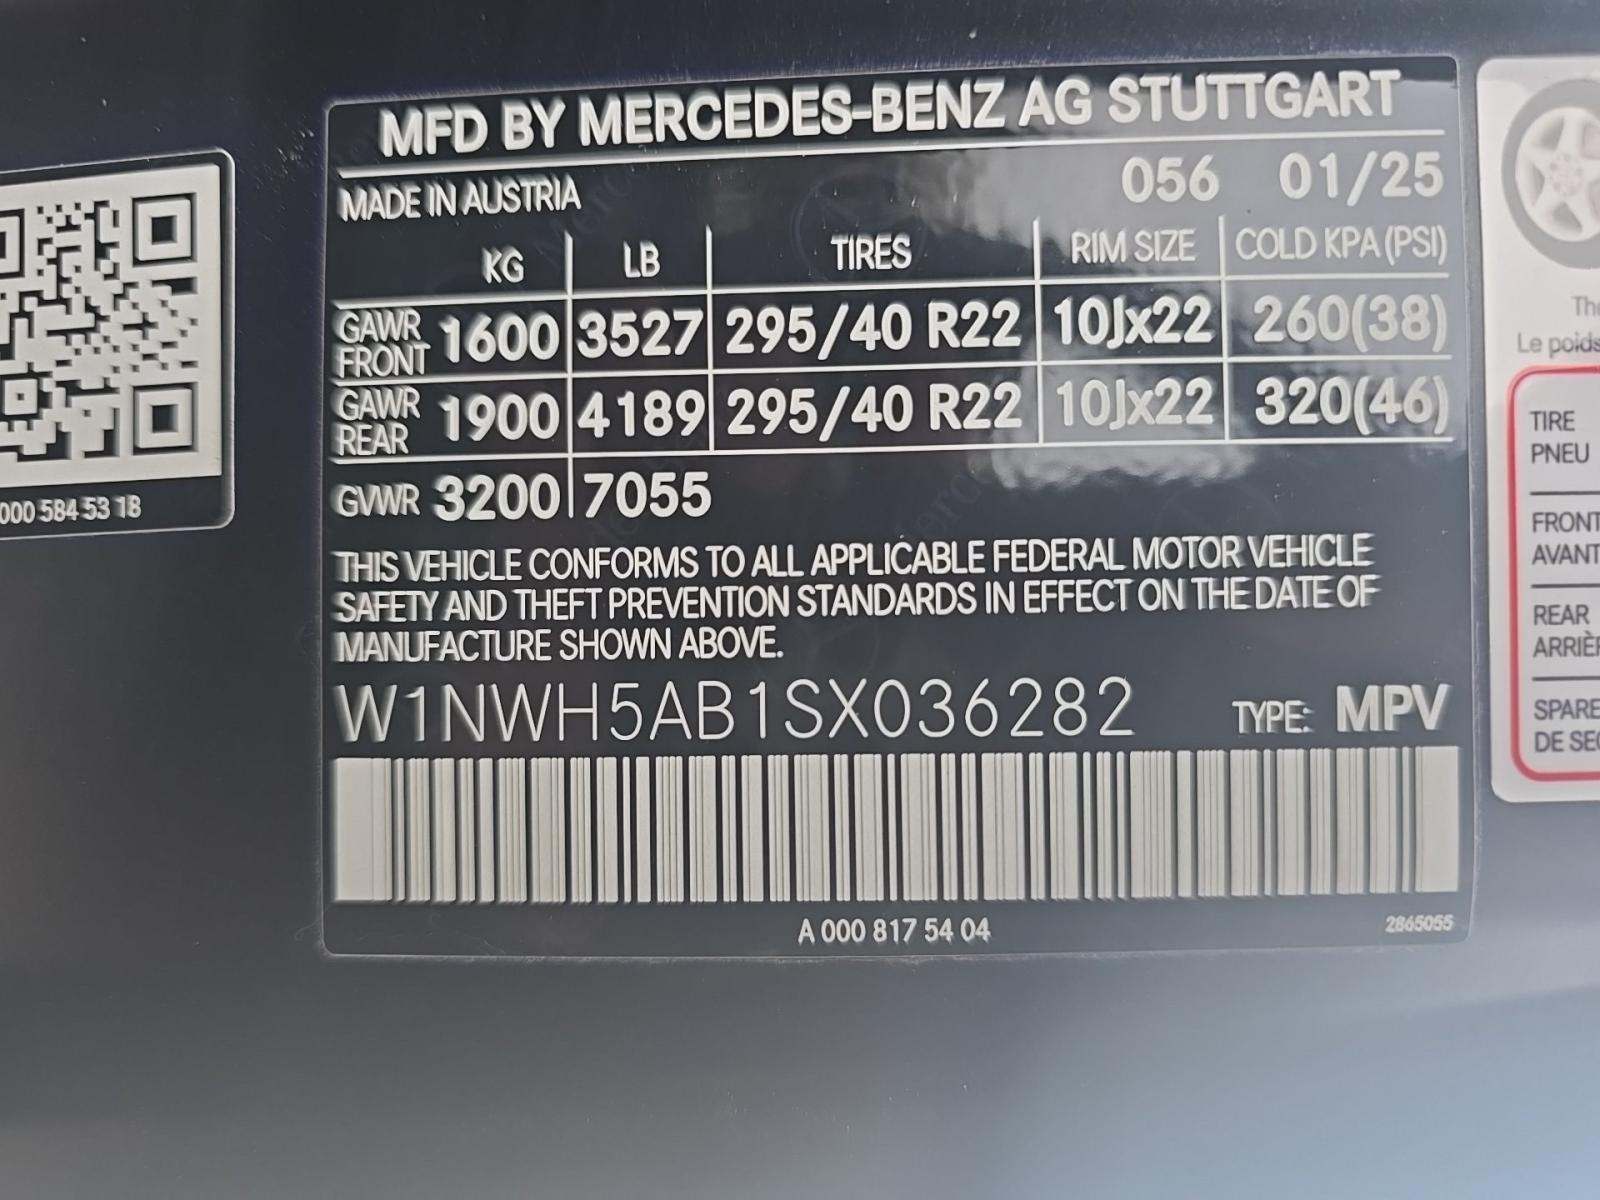 MFD BY MERCEDES-BENZ AG STUTTGART
MADE IN AUSTRIA 056 01/25
KG LB TIRES RIM SIZE COLD KPA (PSI)
GAWR FRONT 1600 3527 295/40 R22 10Jx22 260(38)
GAWR REAR 1900 4189 295/40 R22 10Jx22 320(46)
GVWR 3200 7055
THIS VEHICLE CONFORMS TO ALL APPLICABLE FEDERAL MOTOR VEHICLE
SAFETY AND THEFT PREVENTION STANDARDS IN EFFECT ON THE DATE OF
MANUFACTURE SHOWN ABOVE.
W1NWH5AB1SX036282 TYPE: MPV
A 000 817 54 04 2865055
000 584 53 18
Le poids
TIRE
PNEU
FRONT
AVANT
REAR
SPARE